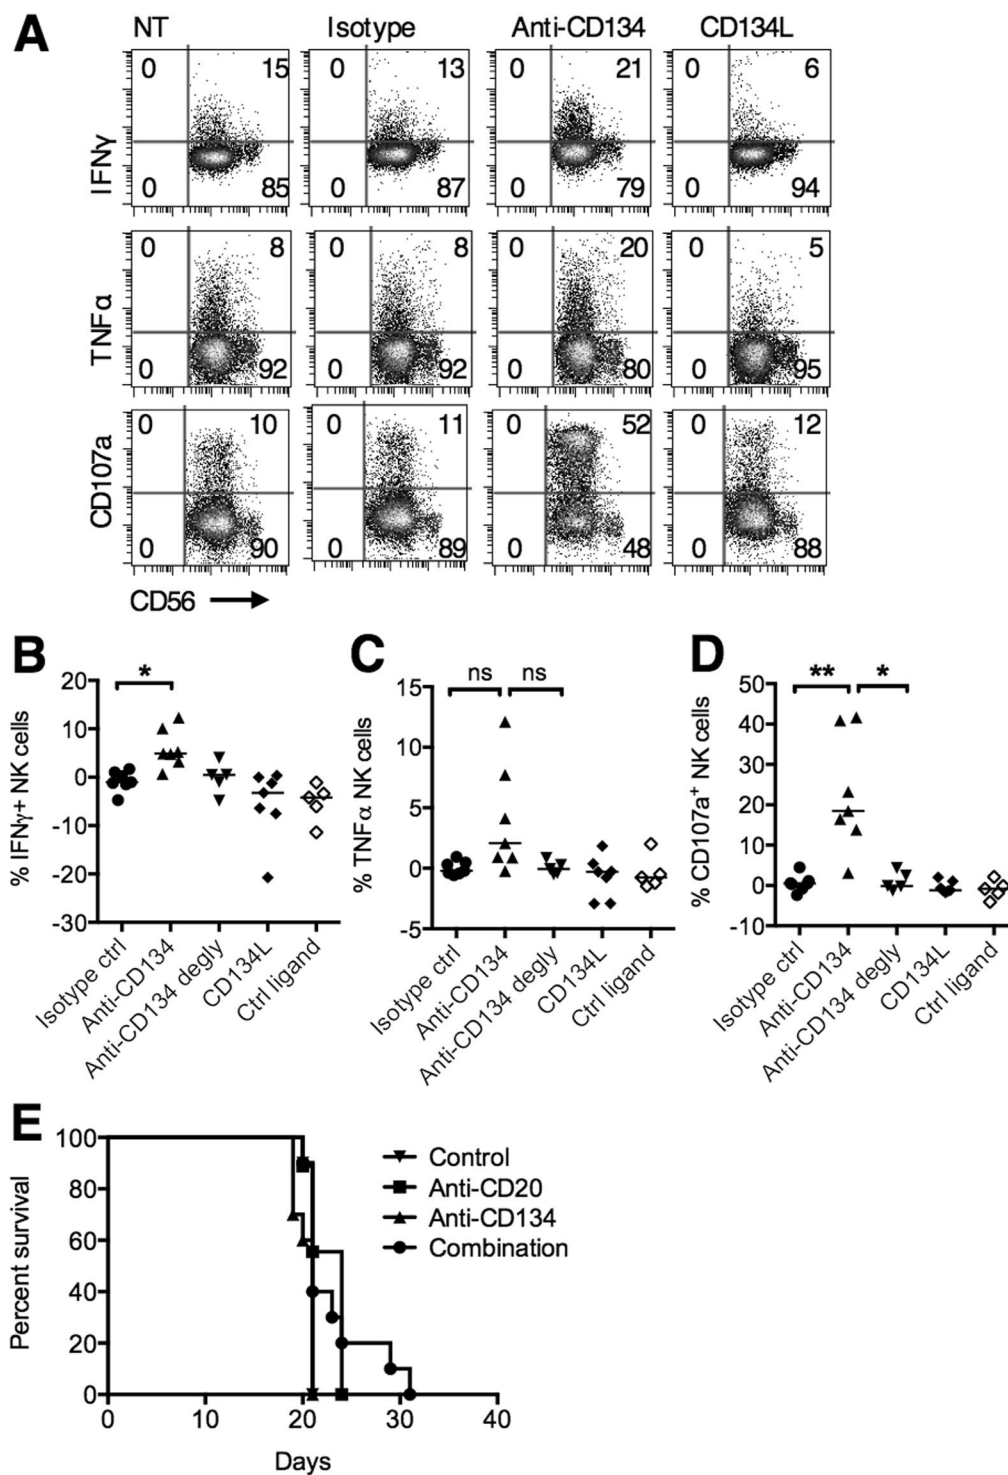 A
NT Isotype Anti-CD134 CD134L
0 15 0 13 0 21 0 6
IFNγ
0 85 0 87 0 79 0 94
0 8 0 8 0 20 0 5
TNFα
0 92 0 92 0 80 0 95
0 10 0 11 0 52 0 12
CD107a
0 90 0 89 0 48 0 88
CD56
B
% IFNγ+ NK cells
20
10
0
-10
-20
-30
*
Isotype ctrl
Anti-CD134
Anti-CD134 degly
CD134L
Ctrl ligand
C
% TNFα NK cells
15
10
5
0
-5
ns ns
Isotype ctrl
Anti-CD134
Anti-CD134 degly
CD134L
Ctrl ligand
D
% CD107a⁺ NK cells
50
40
30
20
10
0
-10
** *
Isotype ctrl
Anti-CD134
Anti-CD134 degly
CD134L
Ctrl ligand
E
Percent survival
100
80
60
40
20
0
Control
Anti-CD20
Anti-CD134
Combination
0 10 20 30 40
Days